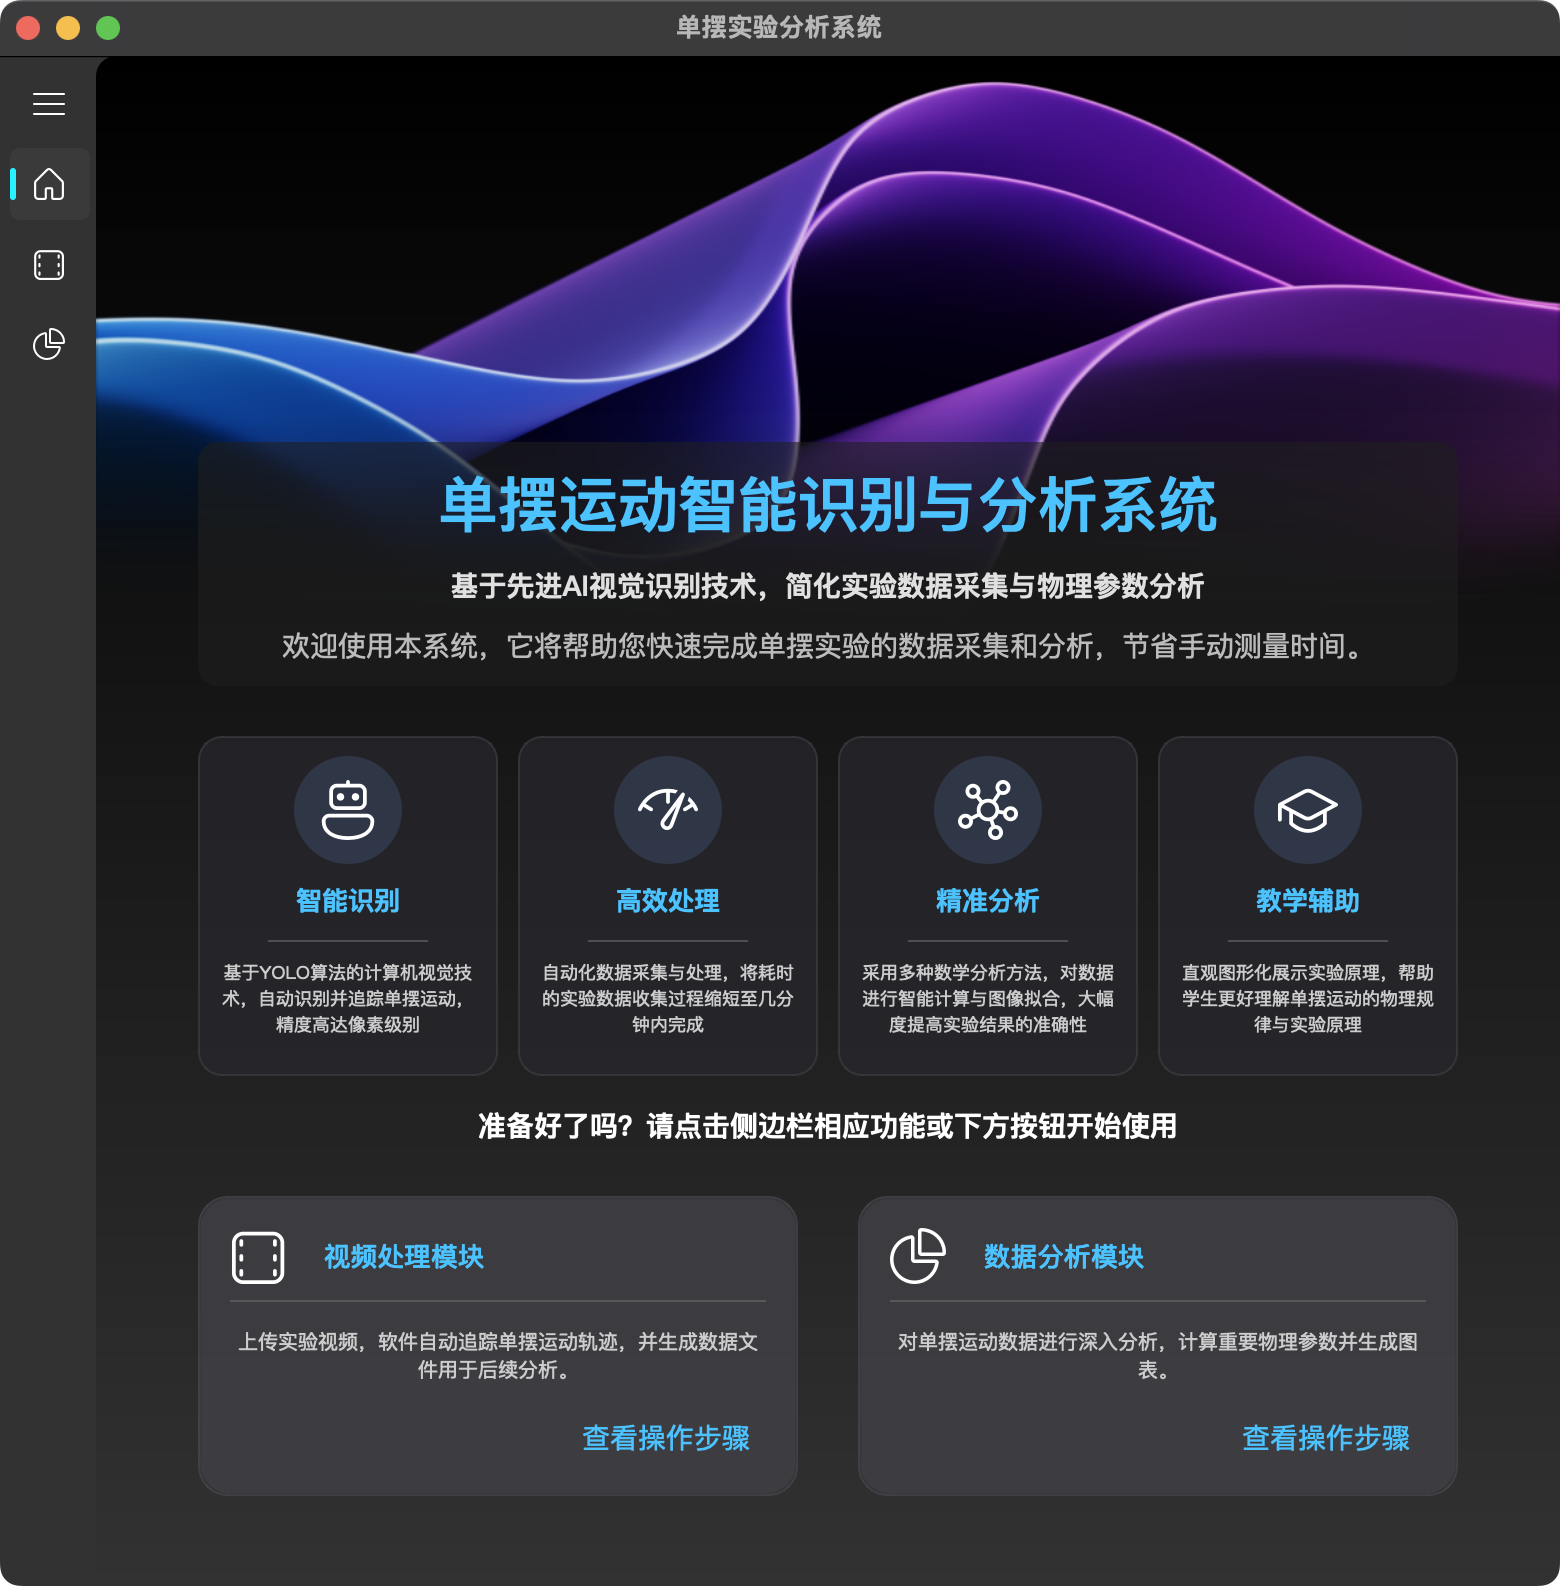 单摆实验分析系统
单摆运动智能识别与分析系统
基于先进AI视觉识别技术，简化实验数据采集与物理参数分析
欢迎使用本系统，它将帮助您快速完成单摆实验的数据采集和分析，节省手动测量时间。
智能识别
基于YOLO算法的计算机视觉技
术，自动识别并追踪单摆运动，
精度高达像素级别
高效处理
自动化数据采集与处理，将耗时
的实验数据收集过程缩短至几分
钟内完成
精准分析
采用多种数学分析方法，对数据
进行智能计算与图像拟合，大幅
度提高实验结果的准确性
教学辅助
直观图形化展示实验原理，帮助
学生更好理解单摆运动的物理规
律与实验原理
准备好了吗？请点击侧边栏相应功能或下方按钮开始使用
视频处理模块
上传实验视频，软件自动追踪单摆运动轨迹，并生成数据文
件用于后续分析。
查看操作步骤
数据分析模块
对单摆运动数据进行深入分析，计算重要物理参数并生成图
表。
查看操作步骤